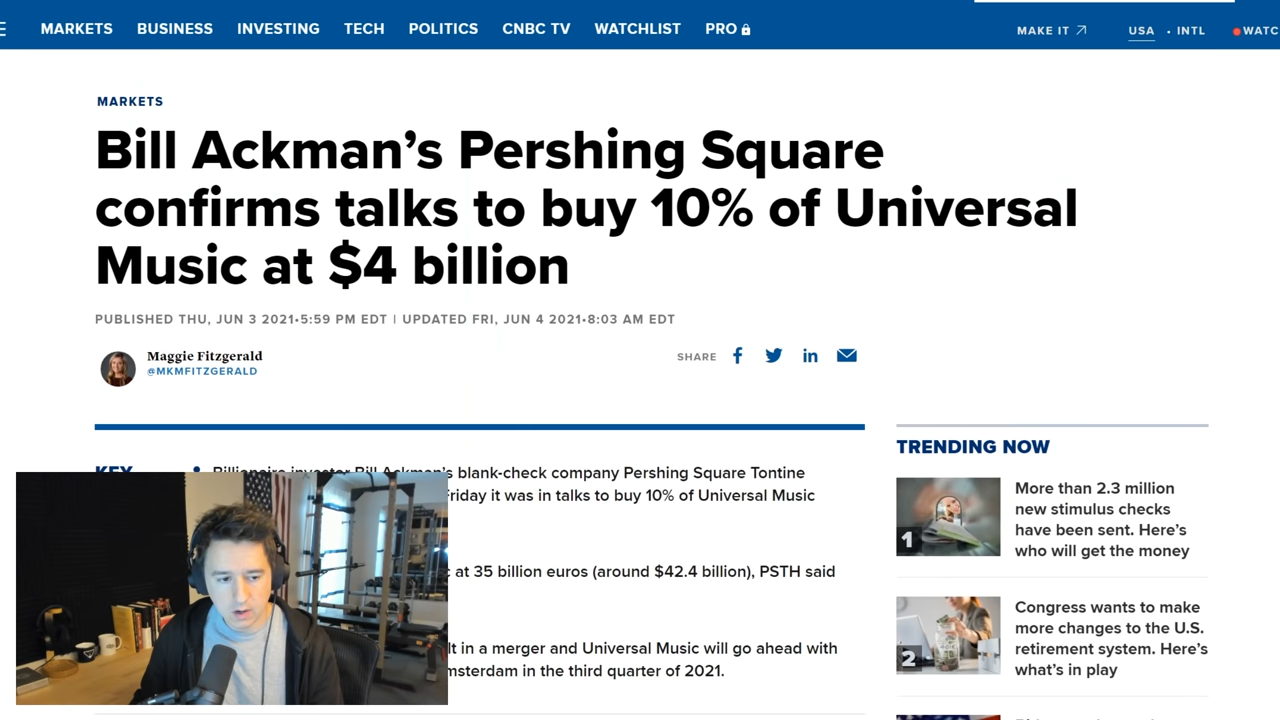 MARKETS BUSINESS INVESTING TECH POLITICS CNBC TV WATCHLIST PRO
MAKE IT USA • INTL WATC
MARKETS
Bill Ackman’s Pershing Square
confirms talks to buy 10% of Universal
Music at $4 billion
PUBLISHED THU, JUN 3 2021•5:59 PM EDT | UPDATED FRI, JUN 4 2021•8:03 AM EDT
Maggie Fitzgerald
@MKMFITZGERALD
SHARE
KEY
• Billionaire investor Bill Ackman’s blank-check company Pershing Square Tontine
Friday it was in talks to buy 10% of Universal Music
at 35 billion euros (around $42.4 billion), PSTH said
in a merger and Universal Music will go ahead with
in the third quarter of 2021.
TRENDING NOW
1
More than 2.3 million
new stimulus checks
have been sent. Here’s
who will get the money
2
Congress wants to make
more changes to the U.S.
retirement system. Here’s
what’s in play